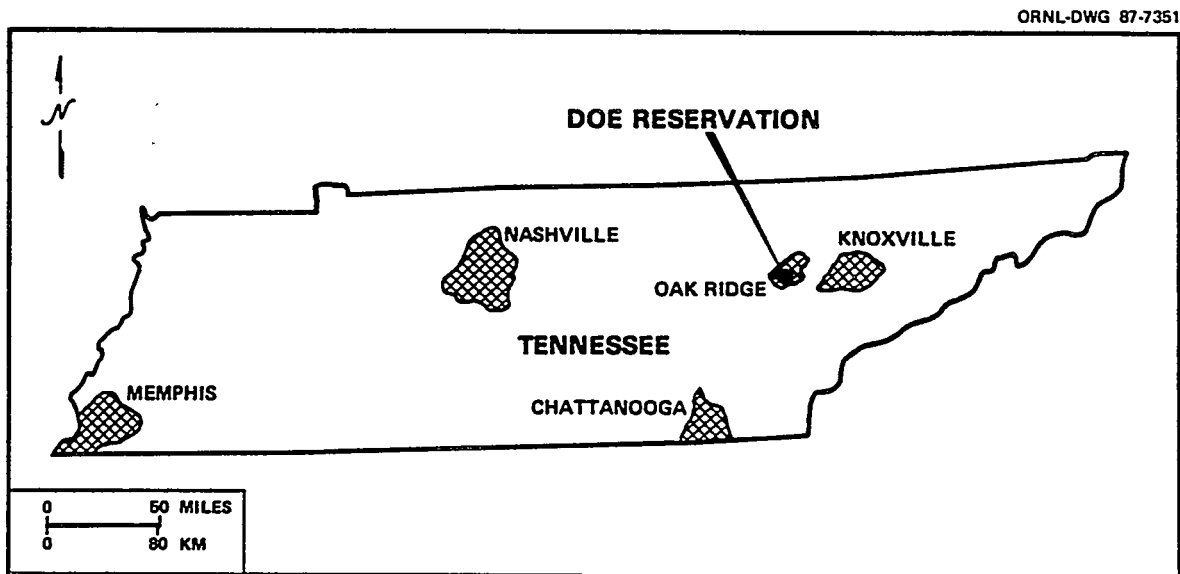 ORNL-DWG 87-7351
N
DOE RESERVATION
NASHVILLE
KNOXVILLE
OAK RIDGE
TENNESSEE
MEMPHIS
CHATTANOOGA
0 50 MILES
0 80 KM